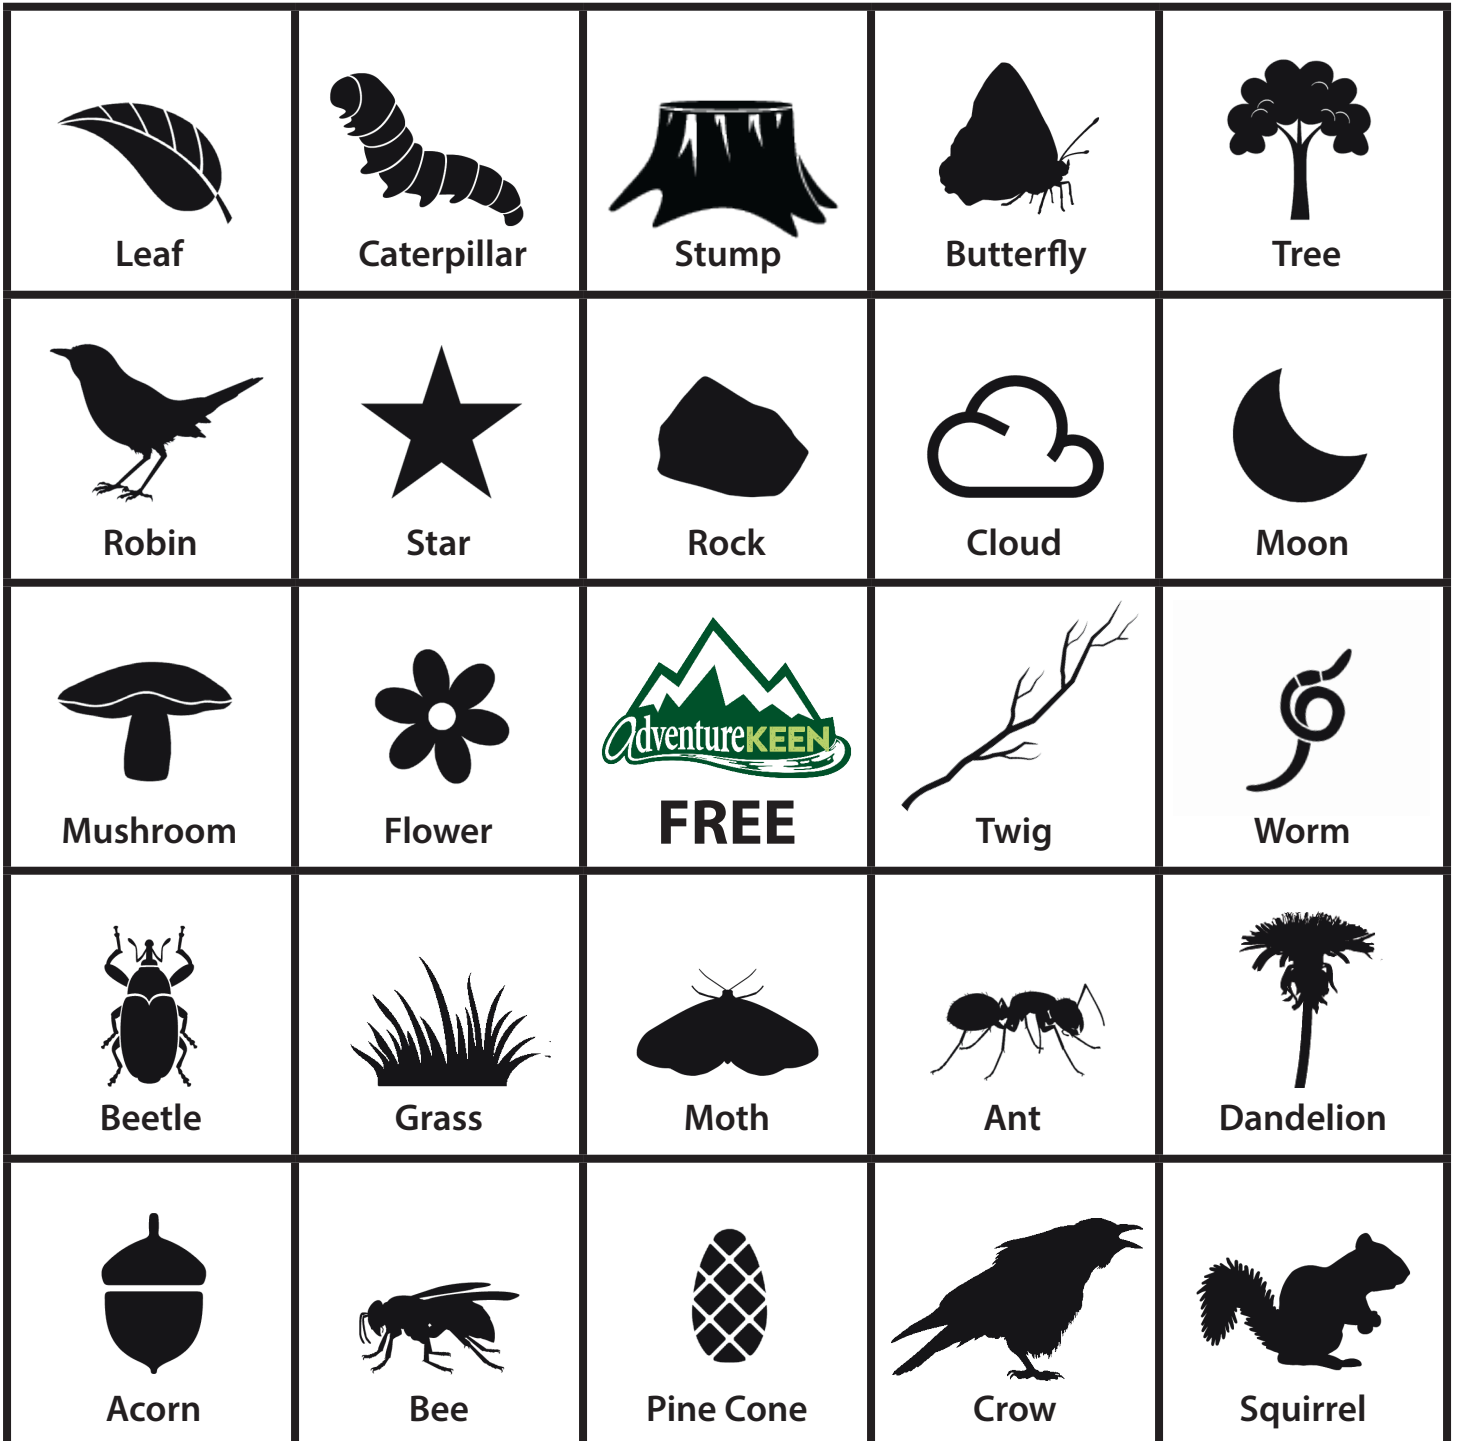 Leaf
Caterpillar
Stump
Butterfly
Tree
Robin
Star
Rock
Cloud
Moon
Mushroom
Flower
AdventureKEEN
FREE
Twig
Worm
Beetle
Grass
Moth
Ant
Dandelion
Acorn
Bee
Pine Cone
Crow
Squirrel